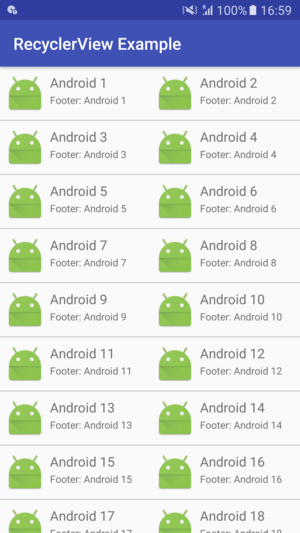 100% 16:59
RecyclerView Example
Android 1 Android 2
Footer: Android 1 Footer: Android 2
Android 3 Android 4
Footer: Android 3 Footer: Android 4
Android 5 Android 6
Footer: Android 5 Footer: Android 6
Android 7 Android 8
Footer: Android 7 Footer: Android 8
Android 9 Android 10
Footer: Android 9 Footer: Android 10
Android 11 Android 12
Footer: Android 11 Footer: Android 12
Android 13 Android 14
Footer: Android 13 Footer: Android 14
Android 15 Android 16
Footer: Android 15 Footer: Android 16
Android 17 Android 18
Footer: Android 17 Footer: Android 18